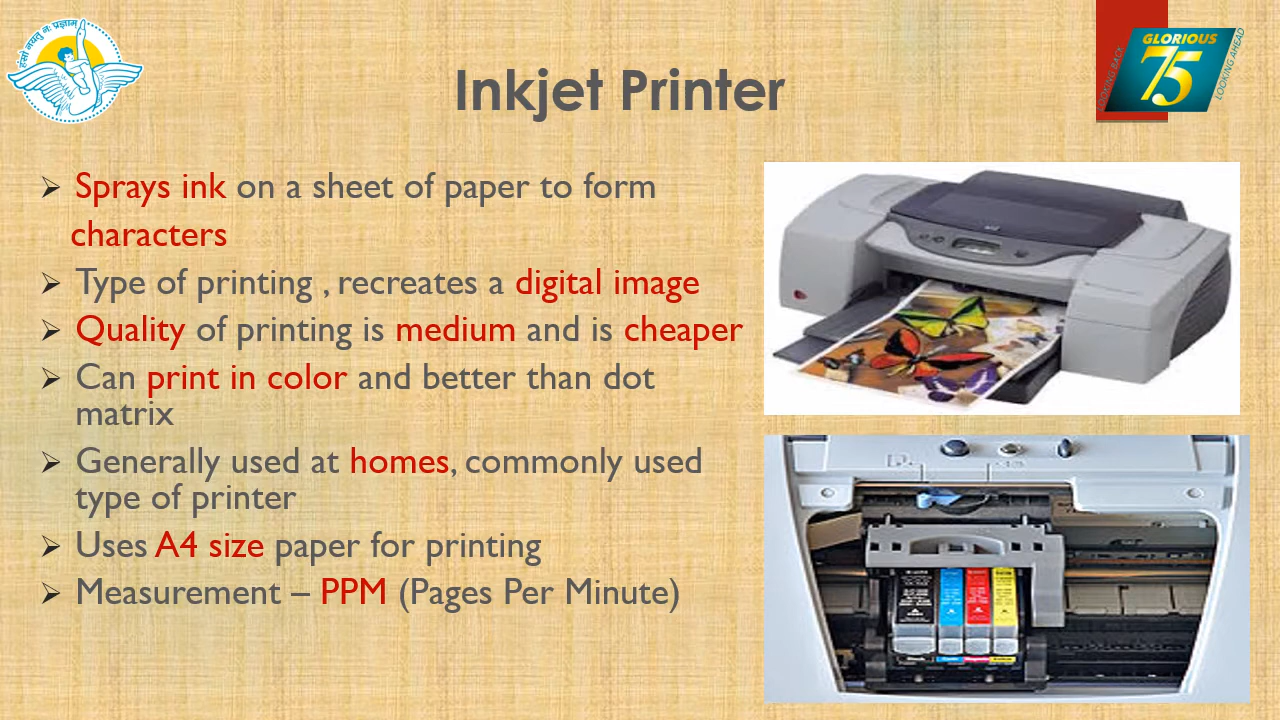 हंसो नयतु नः प्रज्ञाम्
GLORIOUS
75
LOOKING BACK
LOOKING AHEAD
Inkjet Printer
➢ Sprays ink on a sheet of paper to form
characters
➢ Type of printing , recreates a digital image
➢ Quality of printing is medium and is cheaper
➢ Can print in color and better than dot
matrix
➢ Generally used at homes, commonly used
type of printer
➢ Uses A4 size paper for printing
➢ Measurement – PPM (Pages Per Minute)